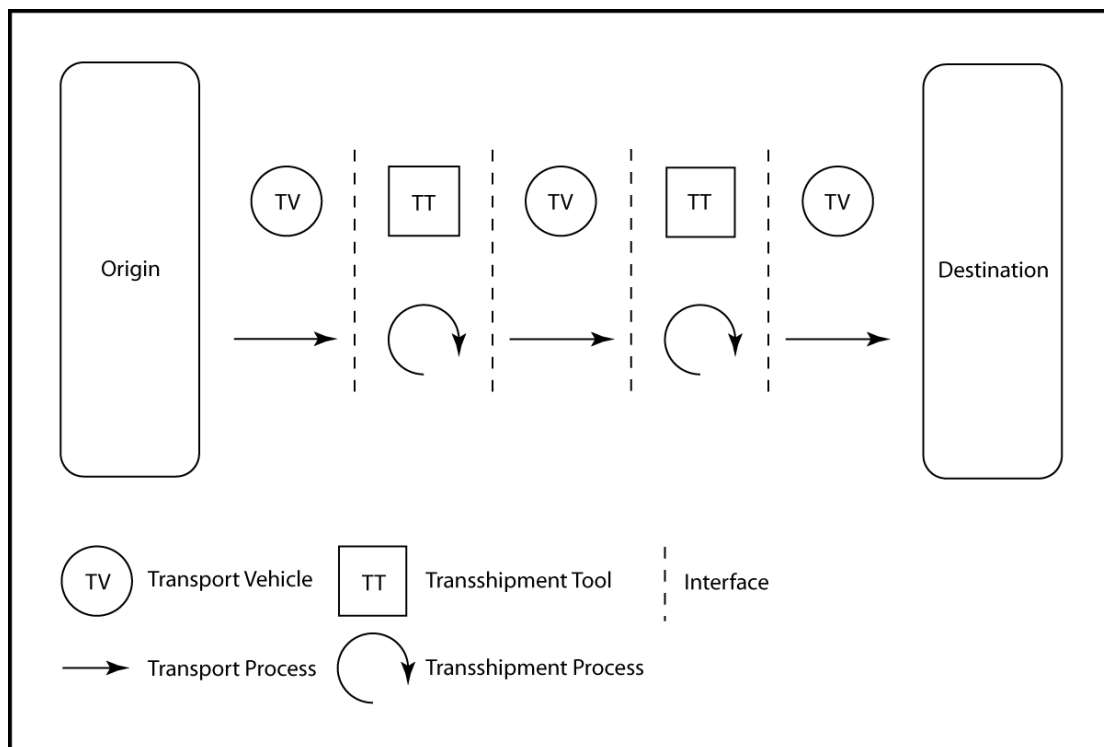 TV
TT
TV
TT
TV
Origin
Destination
TV
Transport Vehicle
TT
Transshipment Tool
Interface
Transport Process
Transshipment Process